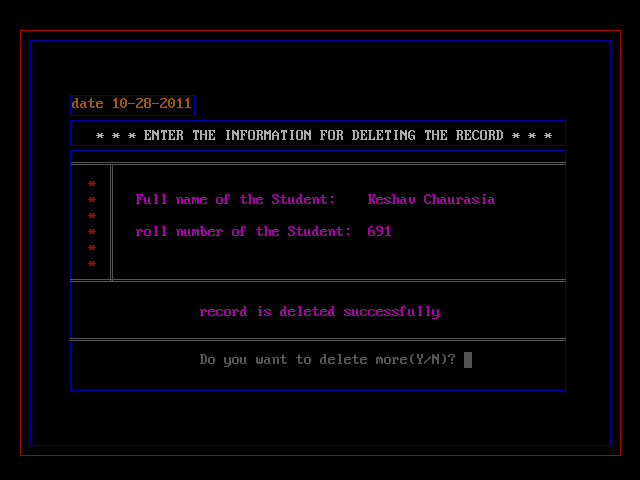 date 10-28-2011
* * * ENTER THE INFORMATION FOR DELETING THE RECORD * * *
*
* Full name of the Student: Keshav Chaurasia
*
* roll number of the Student: 691
*
*
record is deleted successfully
Do you want to delete more(Y/N)?